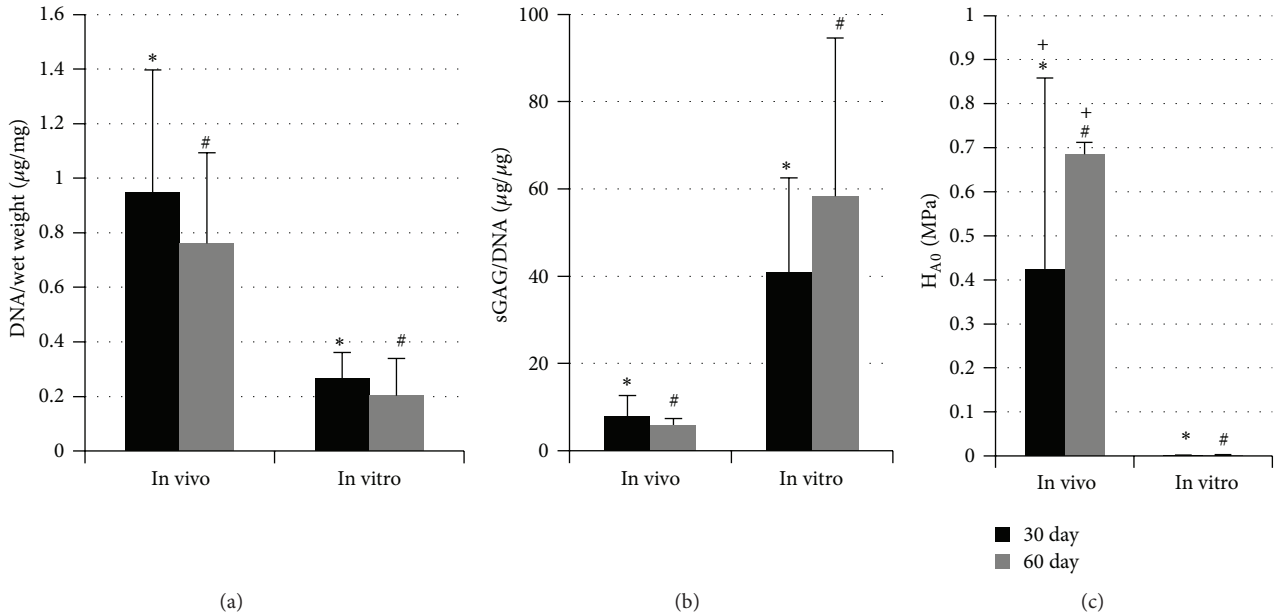 DNA/wet weight (μg/mg)
1.6
1.4
1.2
1
0.8
0.6
0.4
0.2
0
*
#
*
#
In vivo
In vitro
(a)
sGAG/DNA (μg/μg)
100
80
60
40
20
0
*
#
*
#
In vivo
In vitro
(b)
H_A0 (MPa)
1
0.9
0.8
0.7
0.6
0.5
0.4
0.3
0.2
0.1
0
+
*
+
#
*
#
In vivo
In vitro
30 day
60 day
(c)